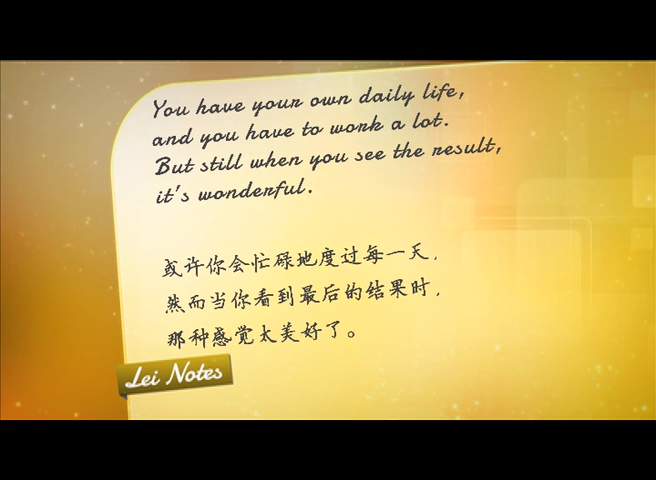 You have your own daily life,
and you have to work a lot.
But still when you see the result,
it's wonderful.
或许你会忙碌地度过每一天,
然而当你看到最后的结果时,
那种感觉太美好了。
Lei Notes